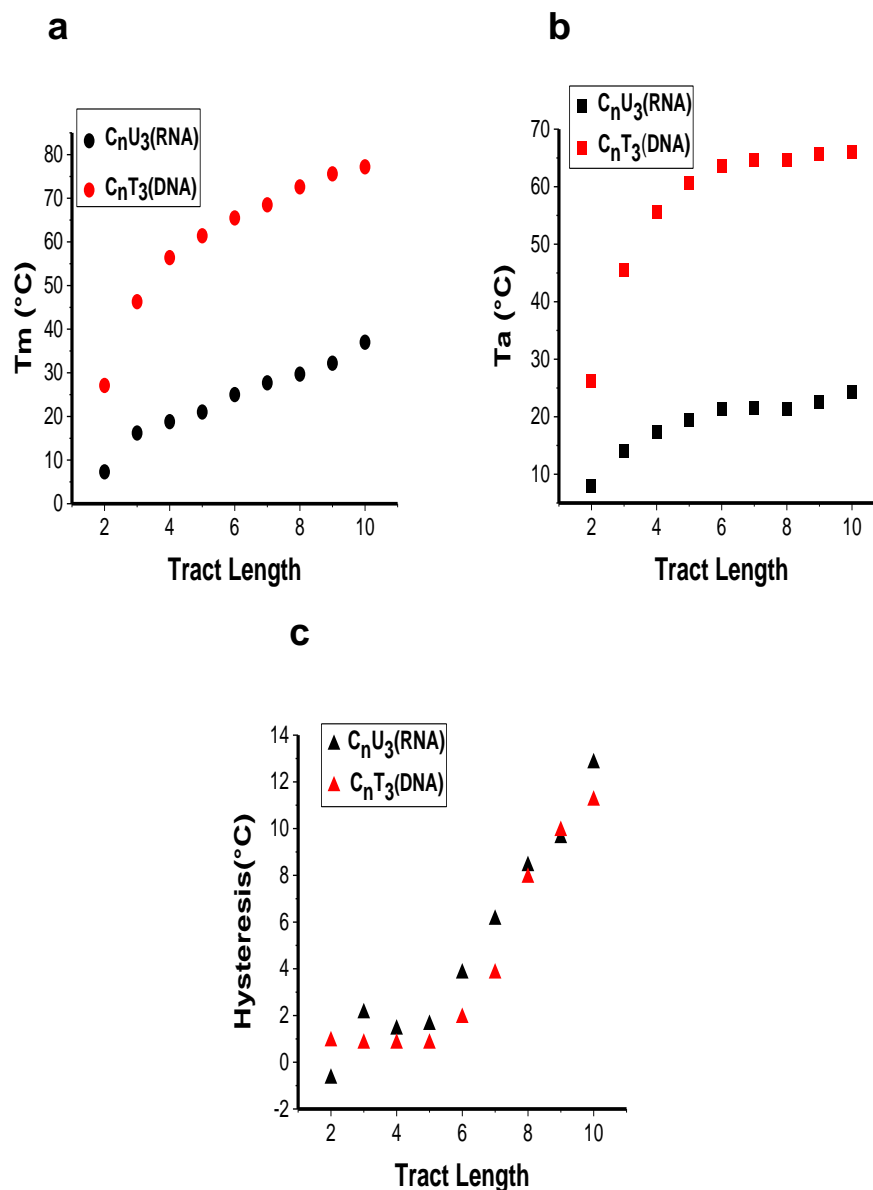 a
CnU3(RNA)
CnT3(DNA)
80
70
60
50
40
30
20
10
0
Tm (°C)
2 4 6 8 10
Tract Length
b
CnU3(RNA)
CnT3(DNA)
70
60
50
40
30
20
10
Ta (°C)
2 4 6 8 10
Tract Length
c
CnU3(RNA)
CnT3(DNA)
14
12
10
8
6
4
2
0
-2
Hysteresis(°C)
2 4 6 8 10
Tract Length